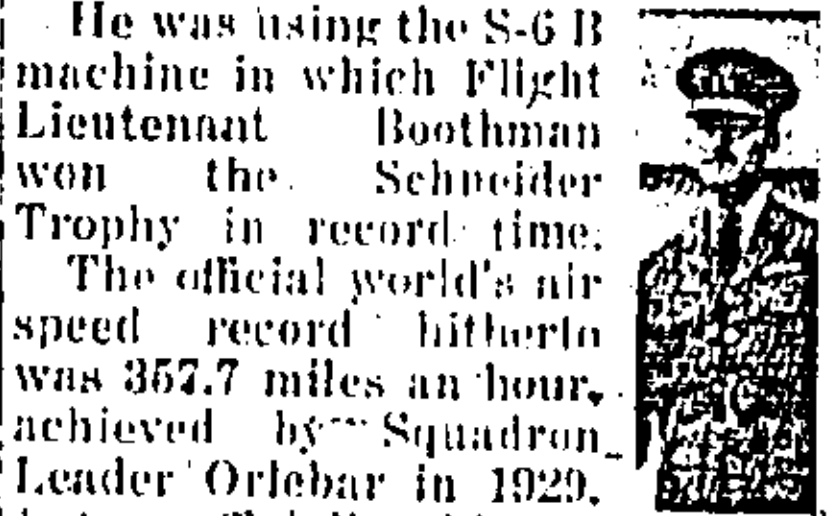 He was using the S-6 B
machine in which Flight
Lieutenant Boothman
won the Schneider
Trophy in record time.
The official world's air
speed record hitherto
was 357.7 miles an hour,
achieved by Squadron
Leader Orlebar in 1929.